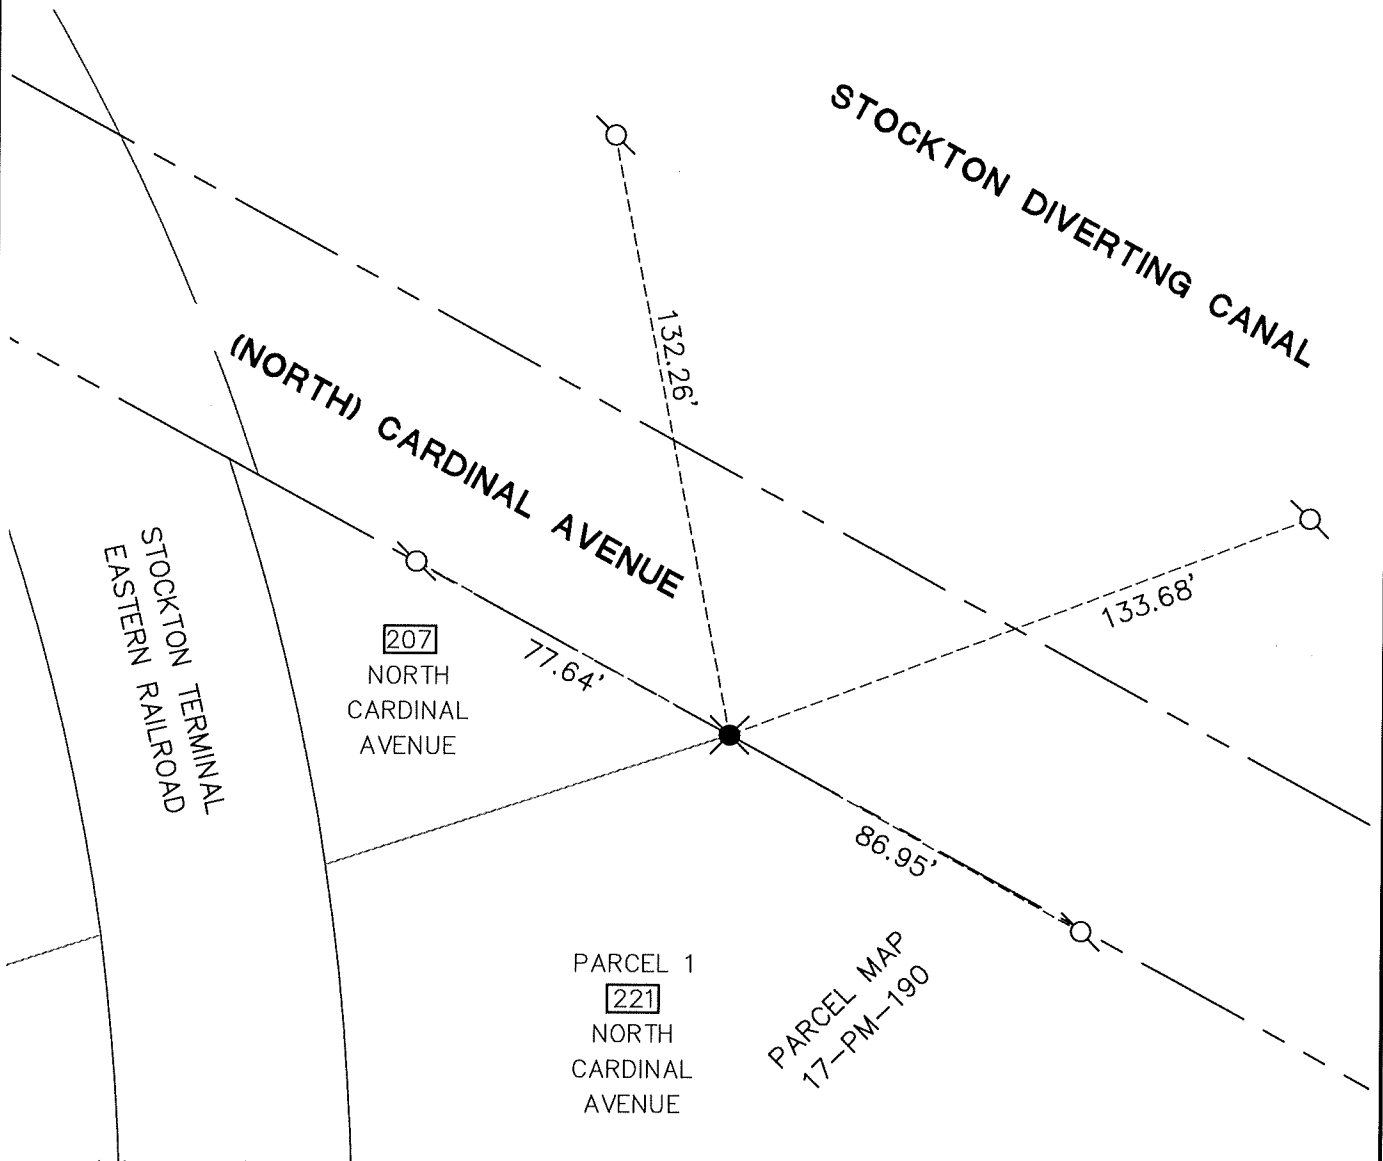 STOCKTON DIVERTING CANAL
(NORTH) CARDINAL AVENUE
132.26'
133.68'
77.64'
86.95'
STOCKTON TERMINAL
EASTERN RAILROAD
207
NORTH
CARDINAL
AVENUE
PARCEL 1
221
NORTH
CARDINAL
AVENUE
PARCEL MAP
17-PM-190